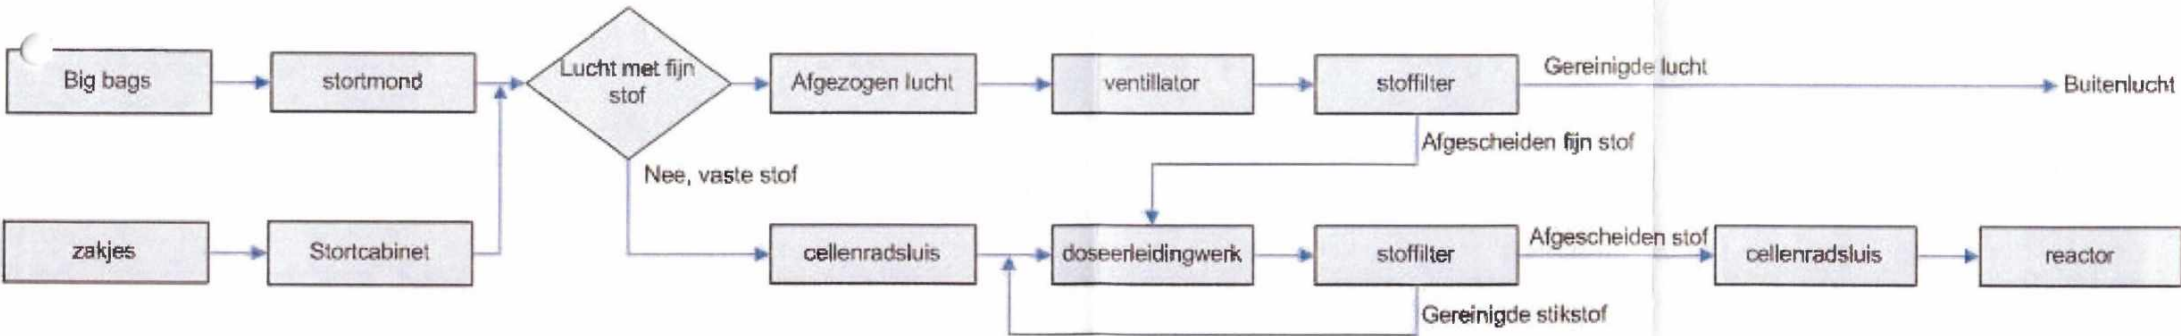 Big bags
stortmond
Lucht met fijn
stof
Afgezogen lucht
ventillator
stoffilter
Gereinigde lucht
Buitenlucht
Afgescheiden fijn stof
Nee, vaste stof
zakjes
Stortcabinet
cellenradsluis
doseerleidingwerk
stoffilter
Afgescheiden stof
cellenradsluis
reactor
Gereinigde stikstof